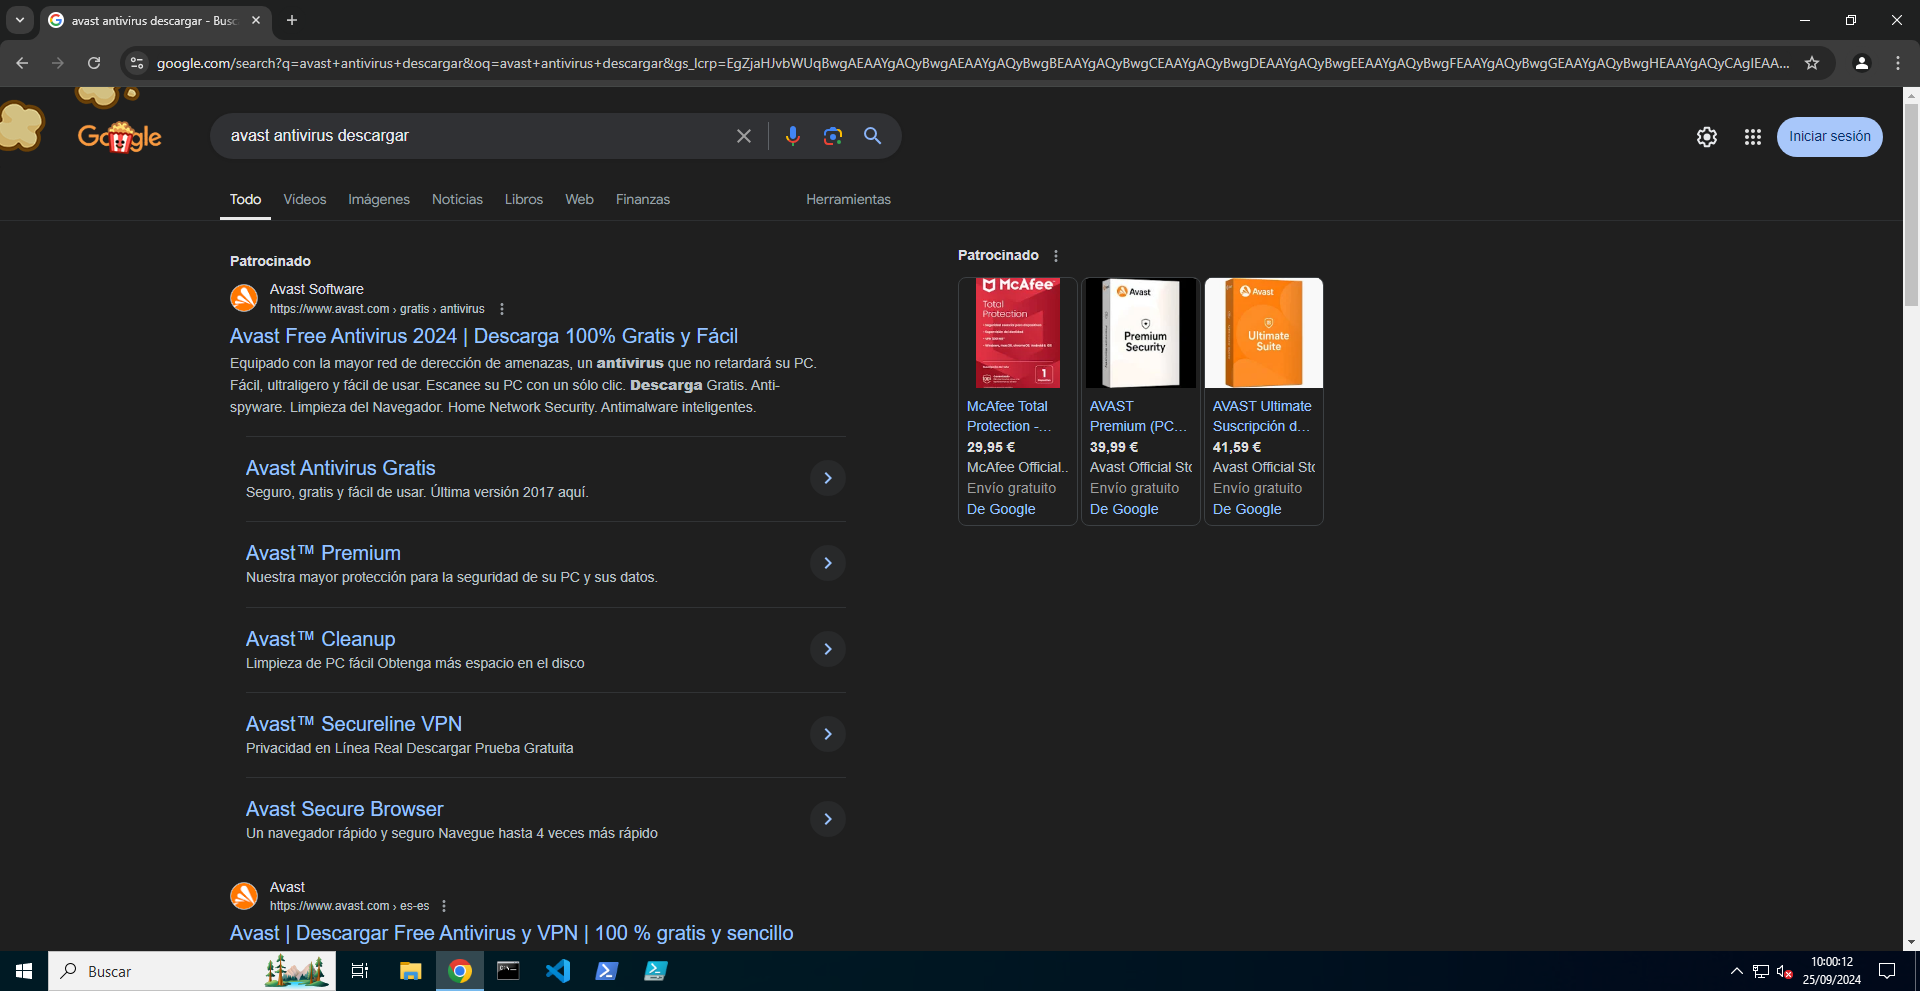 avast antivirus descargar - Busc
google.com/search?q=avast+antivirus+descargar&oq=avast+antivirus+descargar&gs_lcrp=EgZjaHJvbWUqBwgAEAAYgAQyBwgAEAAYgAQyBwgBEAAYgAQyBwgCEAAYgAQyBwgDEAAYgAQyBwgEEAAYgAQyBwgFEAAYgAQyBwgGEAAYgAQyBwgHEAAYgAQyCAgIEAA...
Google
avast antivirus descargar
Iniciar sesión
Todo
Vídeos
Imágenes
Noticias
Libros
Web
Finanzas
Herramientas
Patrocinado
Avast Software
https://www.avast.com › gratis › antivirus
Avast Free Antivirus 2024 | Descarga 100% Gratis y Fácil
Equipado con la mayor red de derección de amenazas, un antivirus que no retardará su PC.
Fácil, ultraligero y fácil de usar. Escanee su PC con un sólo clic. Descarga Gratis. Anti-
spyware. Limpieza del Navegador. Home Network Security. Antimalware inteligentes.
Avast Antivirus Gratis
Seguro, gratis y fácil de usar. Última versión 2017 aquí.
Avast™ Premium
Nuestra mayor protección para la seguridad de su PC y sus datos.
Avast™ Cleanup
Limpieza de PC fácil Obtenga más espacio en el disco
Avast™ Secureline VPN
Privacidad en Línea Real Descargar Prueba Gratuita
Avast Secure Browser
Un navegador rápido y seguro Navegue hasta 4 veces más rápido
Avast
https://www.avast.com › es-es
Avast | Descargar Free Antivirus y VPN | 100 % gratis y sencillo
Patrocinado
McAfee
Total
Protection
1
McAfee Total
Protection -...
29,95 €
McAfee Official..
Envío gratuito
De Google
Avast
Premium
Security
AVAST
Premium (PC...
39,99 €
Avast Official Sto
Envío gratuito
De Google
Avast
Ultimate
Suite
AVAST Ultimate
Suscripción d...
41,59 €
Avast Official Sto
Envío gratuito
De Google
Buscar
10:00:12
25/09/2024